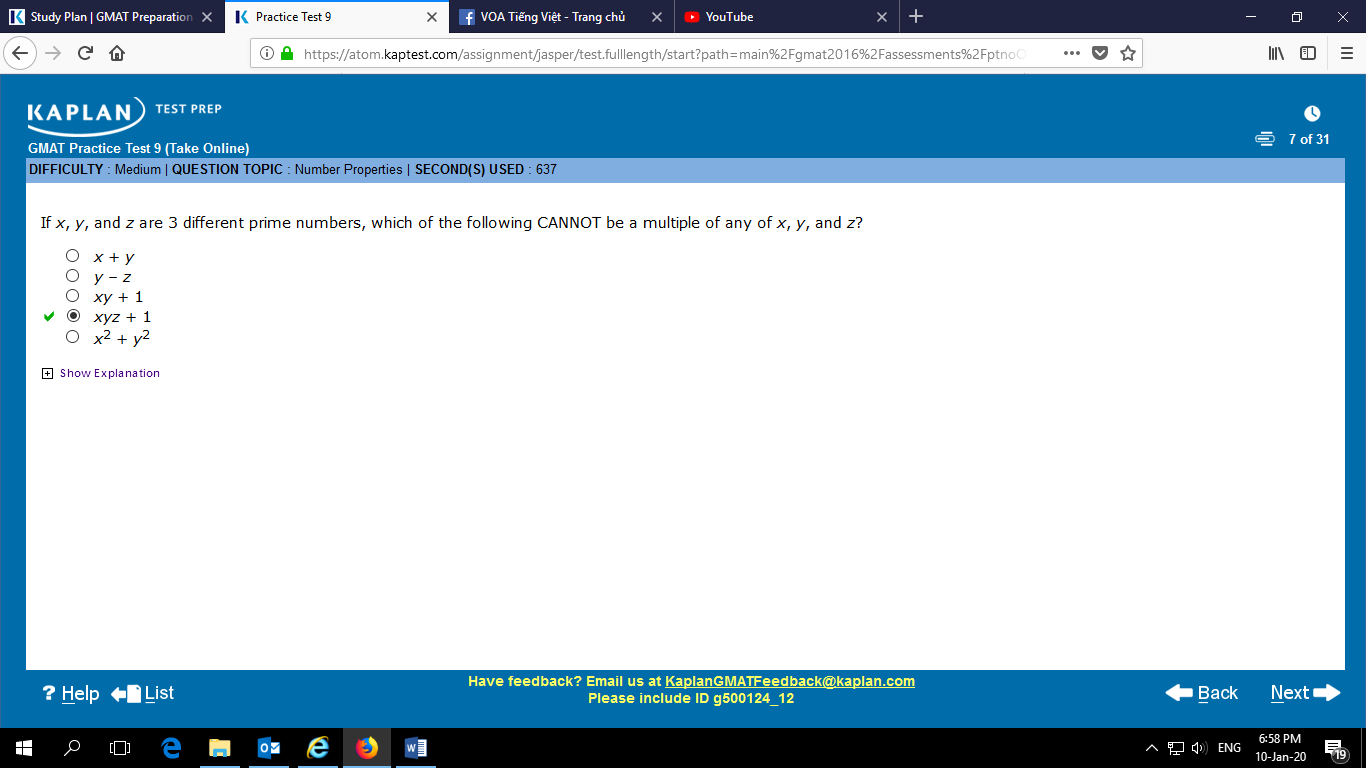 Study Plan | GMAT Preparation
Practice Test 9
VOA Tiếng Việt - Trang chủ
YouTube
https://atom.kaptest.com/assignment/jasper/test.fulllength/start?path=main%2Fgmat2016%2Fassessments%2Fptno
KAPLAN TEST PREP
GMAT Practice Test 9 (Take Online)
7 of 31
DIFFICULTY : Medium | QUESTION TOPIC : Number Properties | SECOND(S) USED : 637
If x, y, and z are 3 different prime numbers, which of the following CANNOT be a multiple of any of x, y, and z?
x + y
y – z
xy + 1
xyz + 1
x² + y²
Show Explanation
Have feedback? Email us at KaplanGMATFeedback@kaplan.com
Please include ID g500124_12
? Help
List
Back
Next
ENG
6:58 PM
10-Jan-20
19